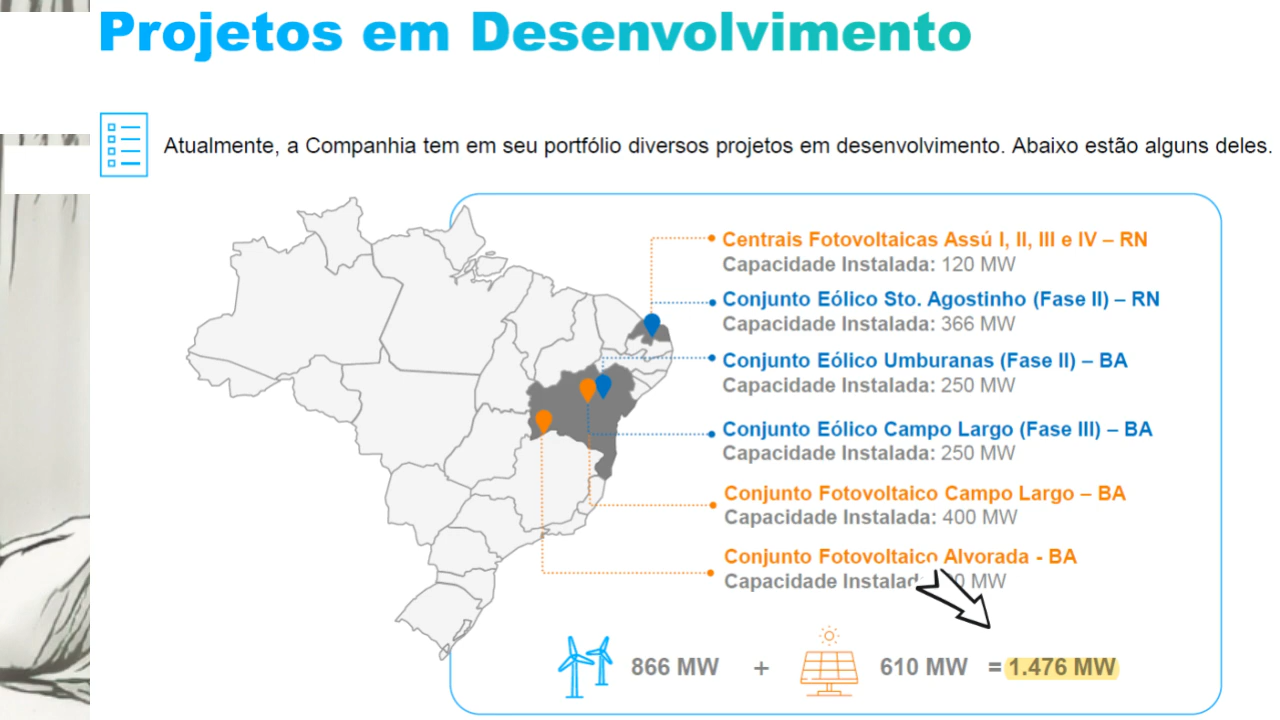 Projetos em Desenvolvimento
Atualmente, a Companhia tem em seu portfólio diversos projetos em desenvolvimento. Abaixo estão alguns deles.
Centrais Fotovoltaicas Assú I, II, III e IV – RN
Capacidade Instalada: 120 MW
Conjunto Eólico Sto. Agostinho (Fase II) – RN
Capacidade Instalada: 366 MW
Conjunto Eólico Umburanas (Fase II) – BA
Capacidade Instalada: 250 MW
Conjunto Eólico Campo Largo (Fase III) – BA
Capacidade Instalada: 250 MW
Conjunto Fotovoltaico Campo Largo – BA
Capacidade Instalada: 400 MW
Conjunto Fotovoltaico Alvorada - BA
Capacidade MW
866 MW + 610 MW = 1.476 MW